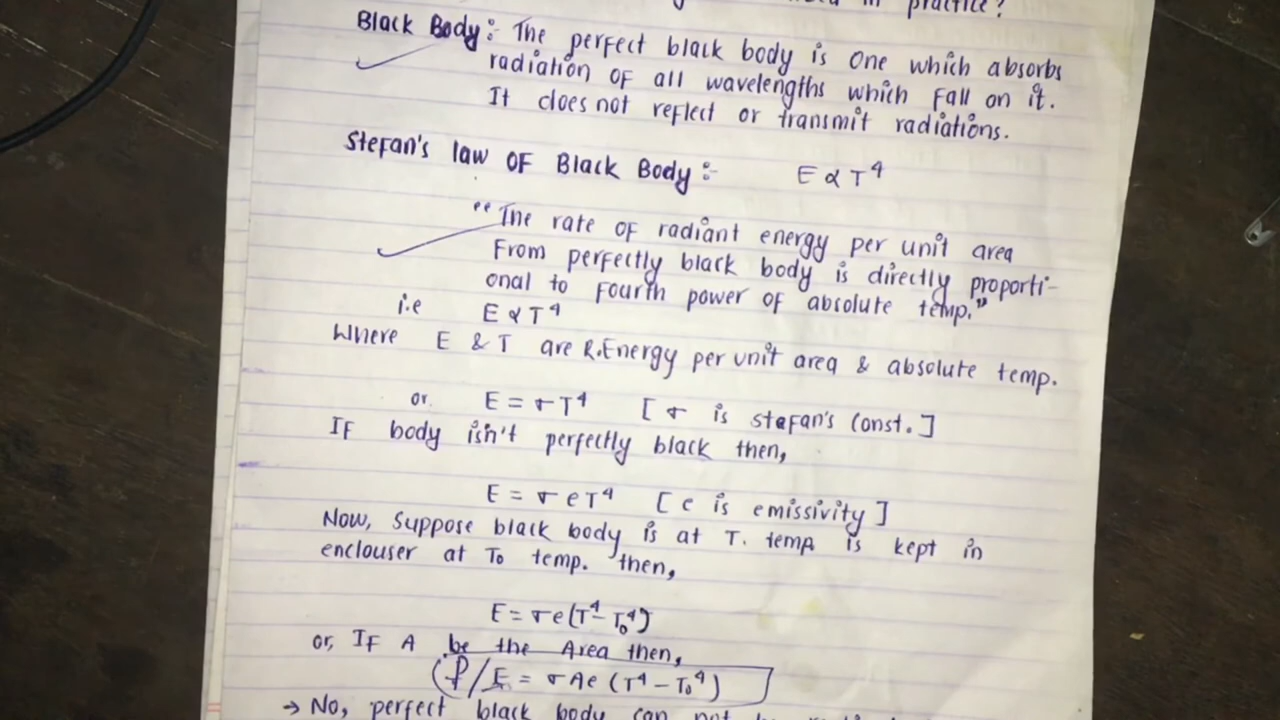 in practice?
Black Body :- The perfect black body is one which absorbs
radiation of all wavelengths which fall on it.
It does not reflect or transmit radiations.
Stefan's law of Black Body :- E ∝ T⁴
"The rate of radiant energy per unit area
From perfectly black body is directly proporti-
onal to fourth power of absolute temp."
i.e E ∝ T⁴
Where E & T are R.Energy per unit area & absolute temp.
or. E = σT⁴ [σ is stefan's const.]
IF body isn't perfectly black then,
E = σeT⁴ [e is emissivity]
Now, suppose black body is at T. temp is kept in
enclouser at T₀ temp. then,
E = σe(T⁴ - T₀⁴)
or, IF A be the Area then,
P/E = σAe (T⁴ - T₀⁴)
→ No, perfect black body can not